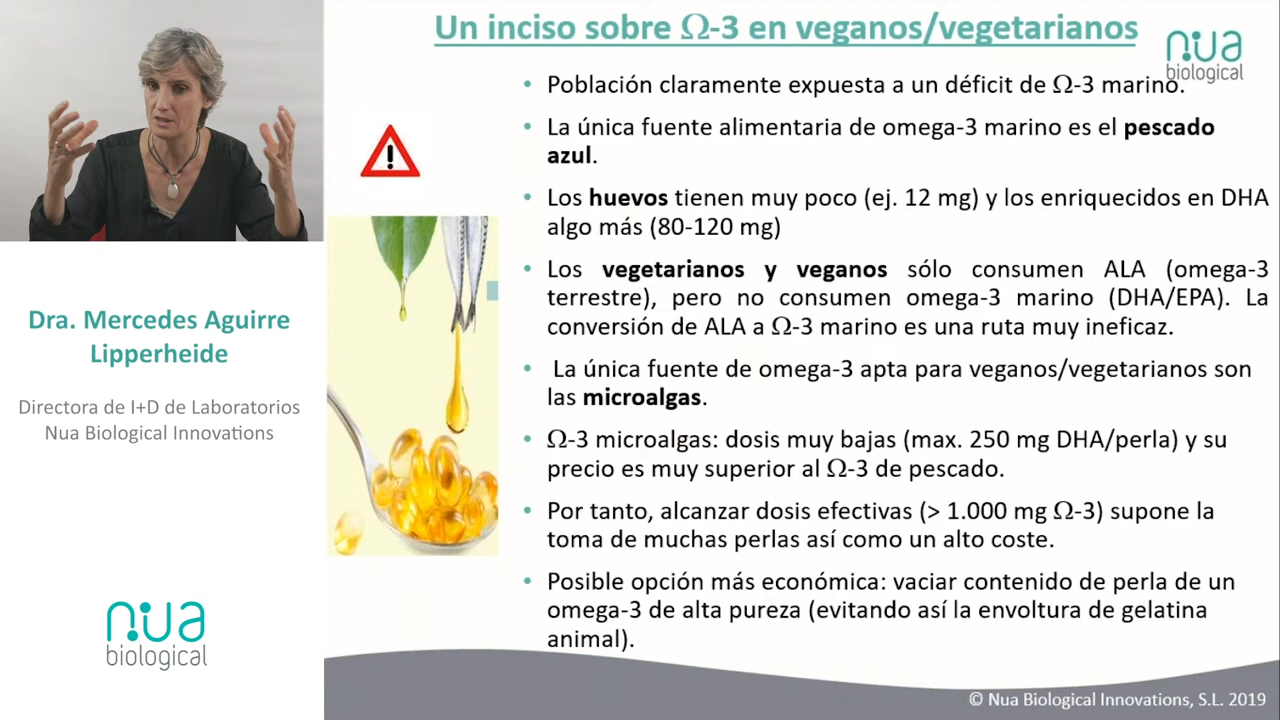 Un inciso sobre Ω-3 en veganos/vegetarianos
nua
biological
• Población claramente expuesta a un déficit de Ω-3 marino.
• La única fuente alimentaria de omega-3 marino es el pescado
azul.
• Los huevos tienen muy poco (ej. 12 mg) y los enriquecidos en DHA
algo más (80-120 mg)
• Los vegetarianos y veganos sólo consumen ALA (omega-3
terrestre), pero no consumen omega-3 marino (DHA/EPA). La
conversión de ALA a Ω-3 marino es una ruta muy ineficaz.
• La única fuente de omega-3 apta para veganos/vegetarianos son
las microalgas.
• Ω-3 microalgas: dosis muy bajas (max. 250 mg DHA/perla) y su
precio es muy superior al Ω-3 de pescado.
• Por tanto, alcanzar dosis efectivas (> 1.000 mg Ω-3) supone la
toma de muchas perlas así como un alto coste.
• Posible opción más económica: vaciar contenido de perla de un
omega-3 de alta pureza (evitando así la envoltura de gelatina
animal).
Dra. Mercedes Aguirre
Lipperheide
Directora de I+D de Laboratorios
Nua Biological Innovations
nua
biological
© Nua Biological Innovations, S.L. 2019